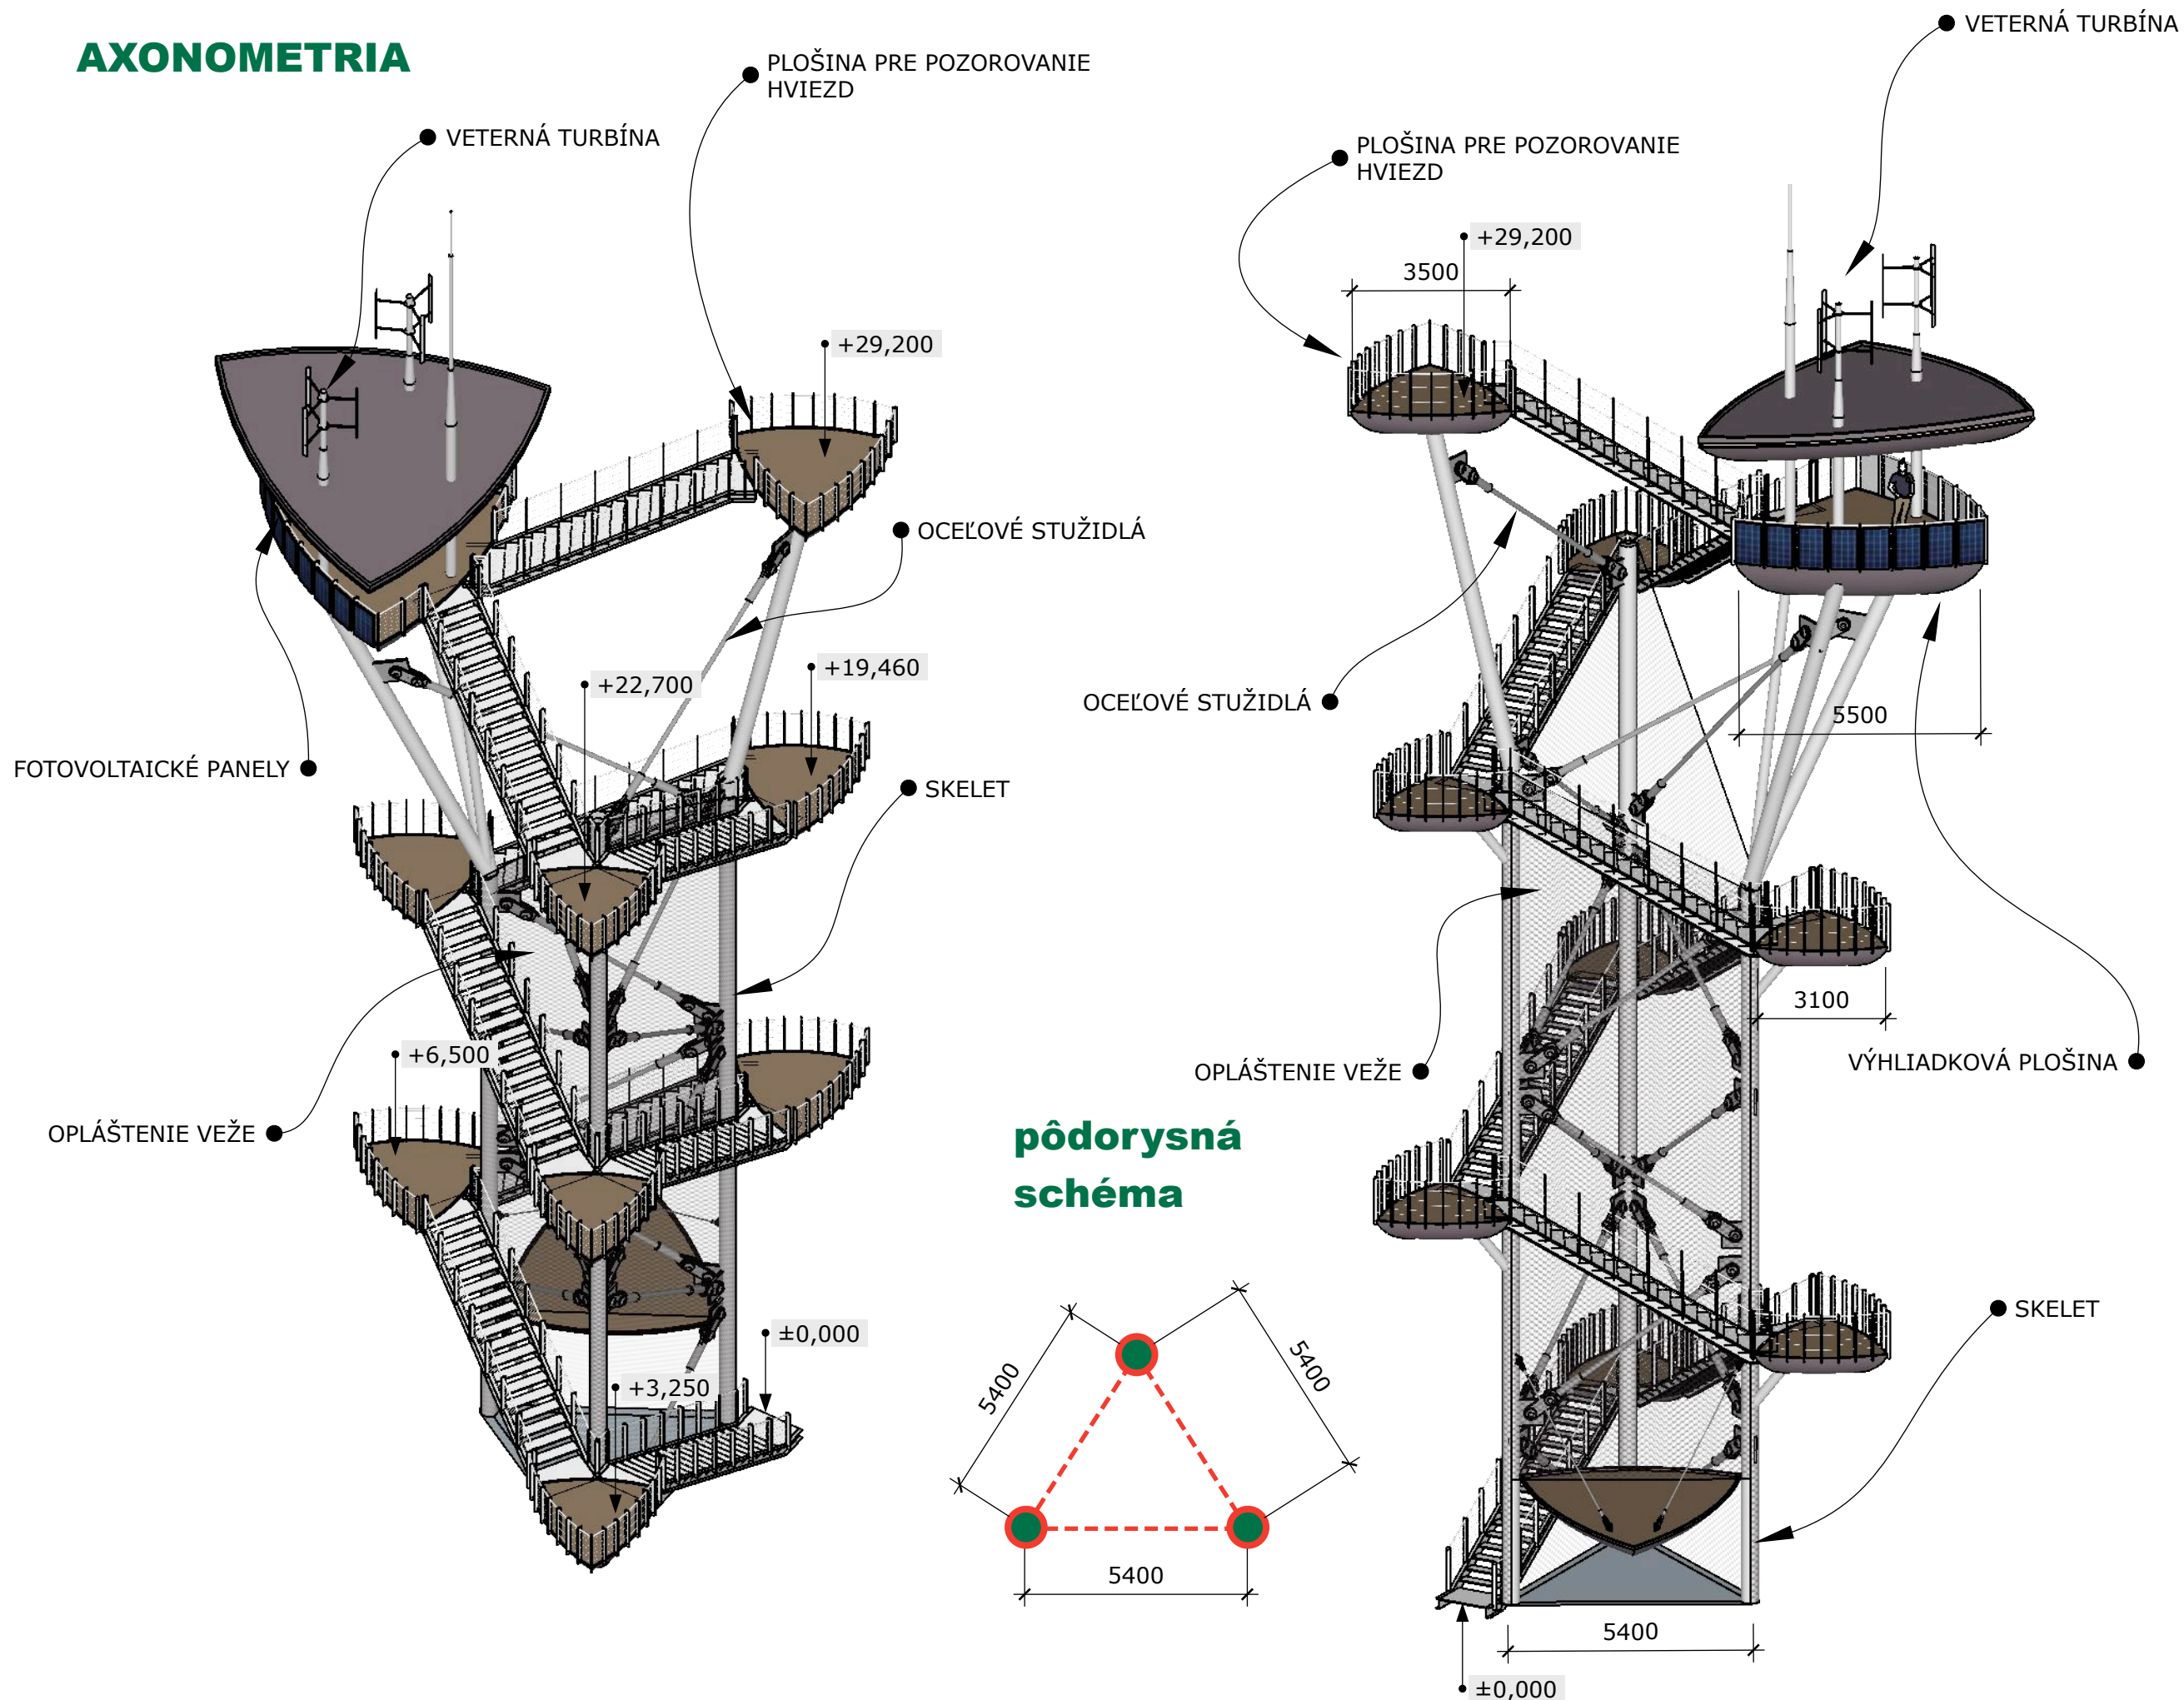 AXONOMETRIA
PLOŠINA PRE POZOROVANIE
HVIEZD
VETERNÁ TURBÍNA
+29,200
OCEĽOVÉ STUŽIDLÁ
+19,460
+22,700
FOTOVOLTAICKÉ PANELY
SKELET
+6,500
OPLÁŠTENIE VEŽE
±0,000
+3,250
VETERNÁ TURBÍNA
PLOŠINA PRE POZOROVANIE
HVIEZD
+29,200
3500
OCEĽOVÉ STUŽIDLÁ
5500
3100
OPLÁŠTENIE VEŽE
VÝHLIADKOVÁ PLOŠINA
SKELET
5400
±0,000
pôdorysná
schéma
5400
5400
5400